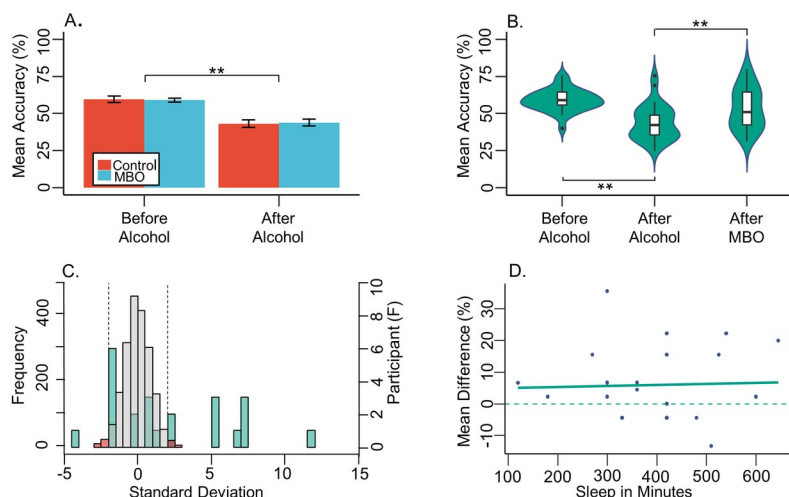 A.
Mean Accuracy (%)
100
75
50
25
0
**
Control
MBO
Before
Alcohol
After
Alcohol
B.
Mean Accuracy (%)
100
75
50
25
0
**
**
Before
Alcohol
After
Alcohol
After
MBO
C.
Frequency
400
200
0
Participant (F)
10
8
6
4
2
0
-5
0
5
10
15
Standard Deviation
D.
Mean Difference (%)
30
20
10
0
-10
100
200
300
400
500
600
Sleep in Minutes